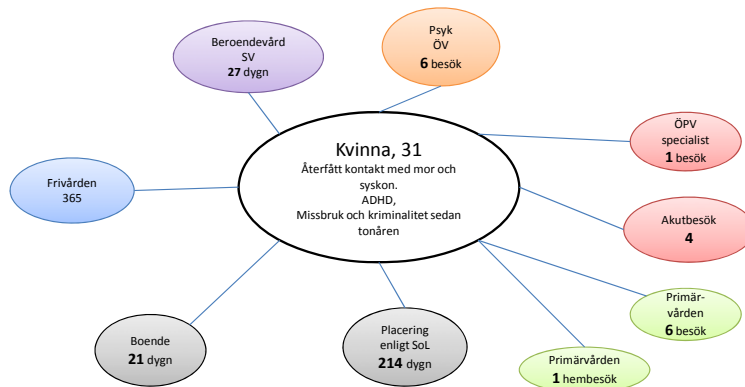 Beroendevård
SV
27 dygn
Psyk
ÖV
6 besök
ÖPV
specialist
1 besök
Kvinna, 31
Återfått kontakt med mor och
syskon.
ADHD,
Missbruk och kriminalitet sedan
tonåren
Frivården
365
Akutbesök
4
Primär-
vården
6 besök
Boende
21 dygn
Placering
enligt SoL
214 dygn
Primärvården
1 hembesök